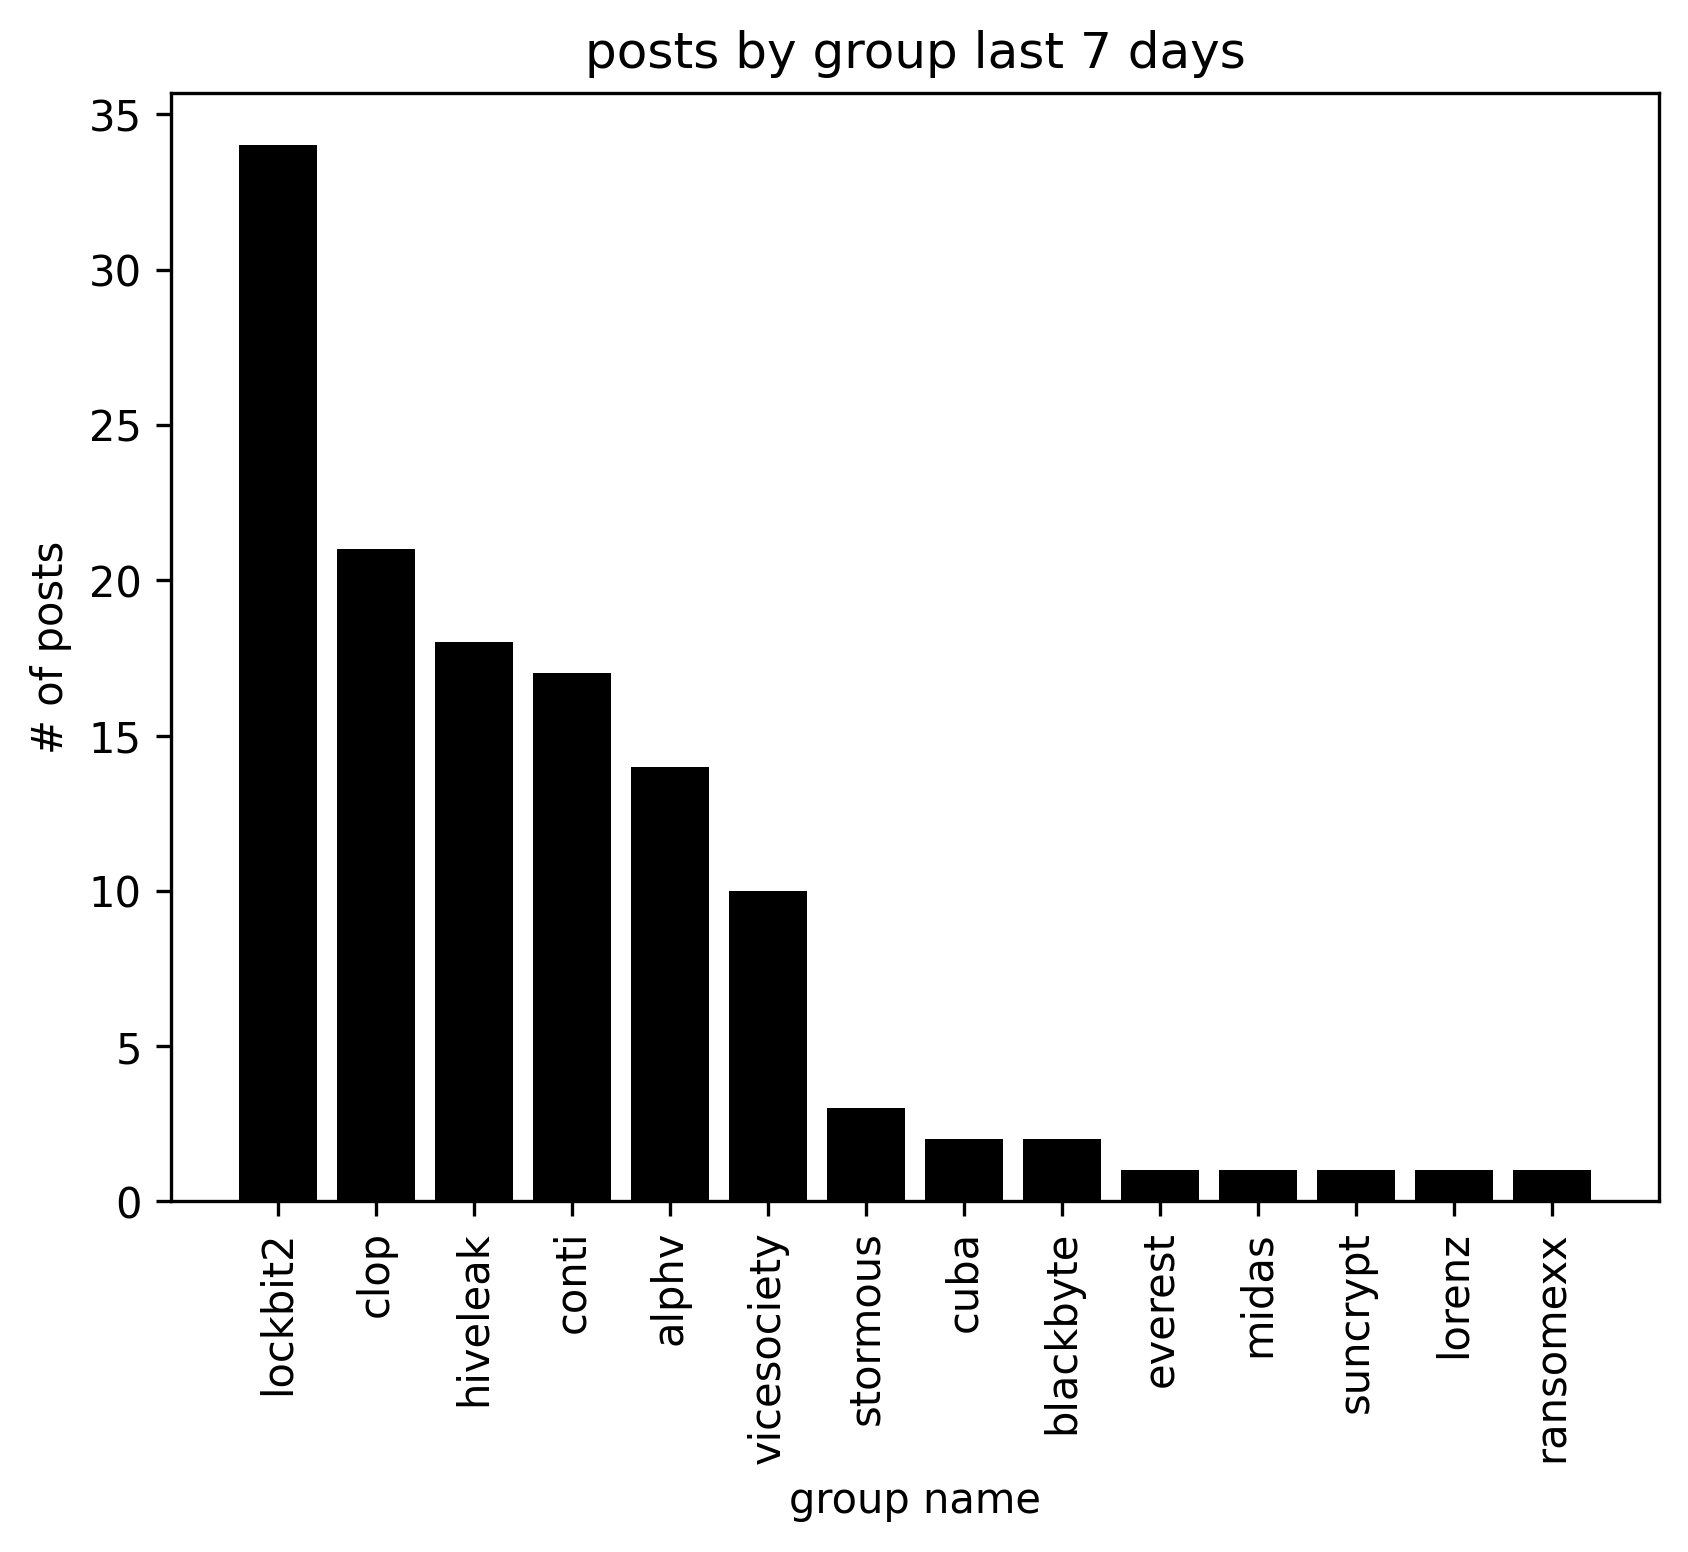 posts by group last 7 days
35
30
25
20
15
10
5
0
# of posts
lockbit2
clop
hiveleak
conti
alphv
vicesociety
stormous
cuba
blackbyte
everest
midas
suncrypt
lorenz
ransomexx
group name